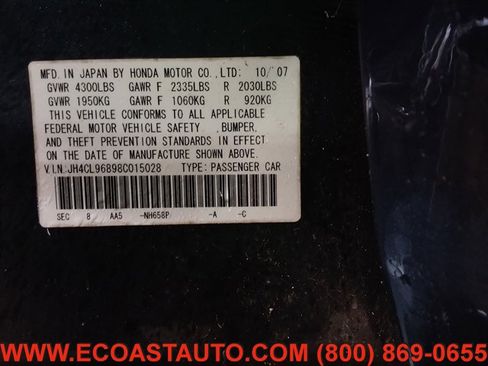 MFD. IN JAPAN BY HONDA MOTOR CO., LTD: 10/'07
GVWR 4300LBS GAWR F 2335LBS R 2030LBS
GVWR 1950KG GAWR F 1060KG R 920KG
THIS VEHICLE CONFORMS TO ALL APPLICABLE
FEDERAL MOTOR VEHICLE SAFETY ,BUMPER,
AND THEFT PREVENTION STANDARDS IN EFFECT
ON THE DATE OF MANUFACTURE SHOWN ABOVE.
V.I.N:JH4CL96898C015028 TYPE: PASSENGER CAR
SEC 8 AA5 -NH658P -A -C
WWW.ECOASTAUTO.COM (800) 869-0655